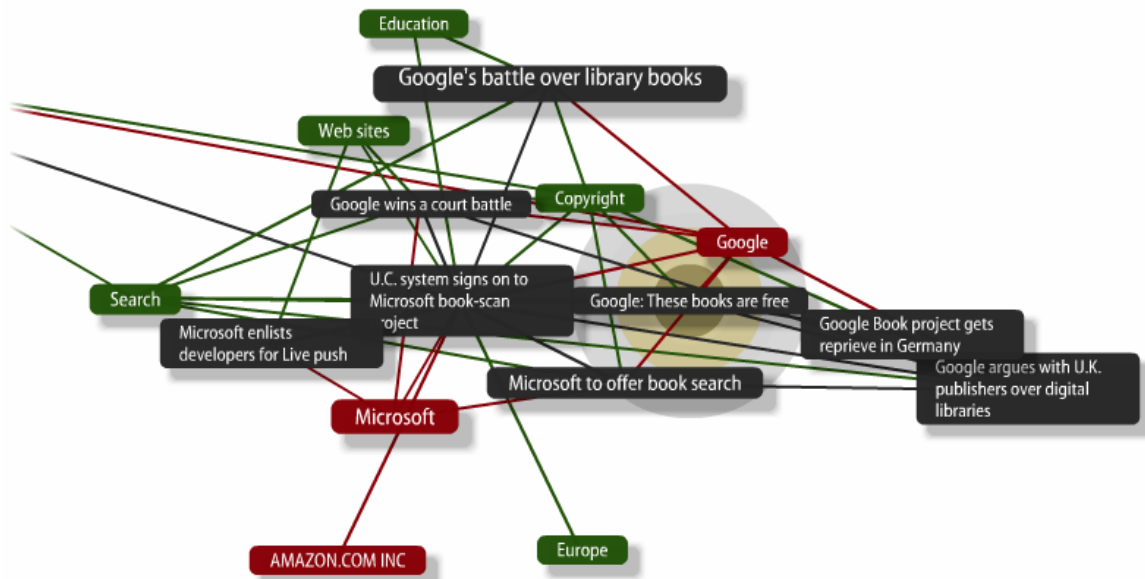 Education
Google's battle over library books
Web sites
Copyright
Google wins a court battle
Google
U.C. system signs on to
Microsoft book-scan
roject
Search
Google: These books are free
Microsoft enlists
developers for Live push
Google Book project gets
reprieve in Germany
Google argues with U.K.
publishers over digital
libraries
Microsoft to offer book search
Microsoft
AMAZON.COM INC
Europe